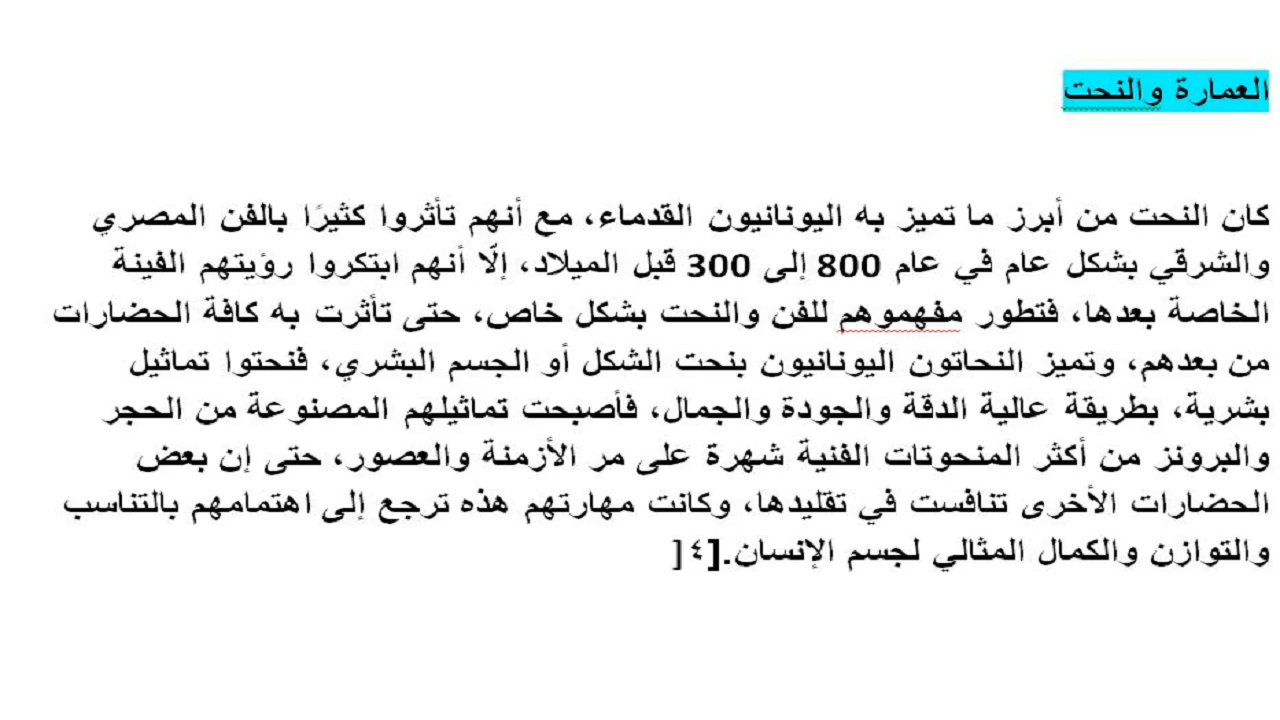 العمارة والنحت
كان النحت من أبرز ما تميز به اليونانيون القدماء، مع أنهم تأثروا كثيرًا بالفن المصري
والشرقي بشكل عام في عام 800 إلى 300 قبل الميلاد، إلّا أنهم ابتكروا رؤيتهم الفينة
الخاصة بعدها، فتطور مفهموهم للفن والنحت بشكل خاص، حتى تأثرت به كافة الحضارات
من بعدهم، وتميز النحاتون اليونانيون بنحت الشكل أو الجسم البشري، فنحتوا تماثيل
بشرية، بطريقة عالية الدقة والجودة والجمال، فأصبحت تماثيلهم المصنوعة من الحجر
والبرونز من أكثر المنحوتات الفنية شهرة على مر الأزمنة والعصور، حتى إن بعض
الحضارات الأخرى تنافست في تقليدها، وكانت مهارتهم هذه ترجع إلى اهتمامهم بالتناسب
والتوازن والكمال المثالي لجسم الإنسان.[٤]